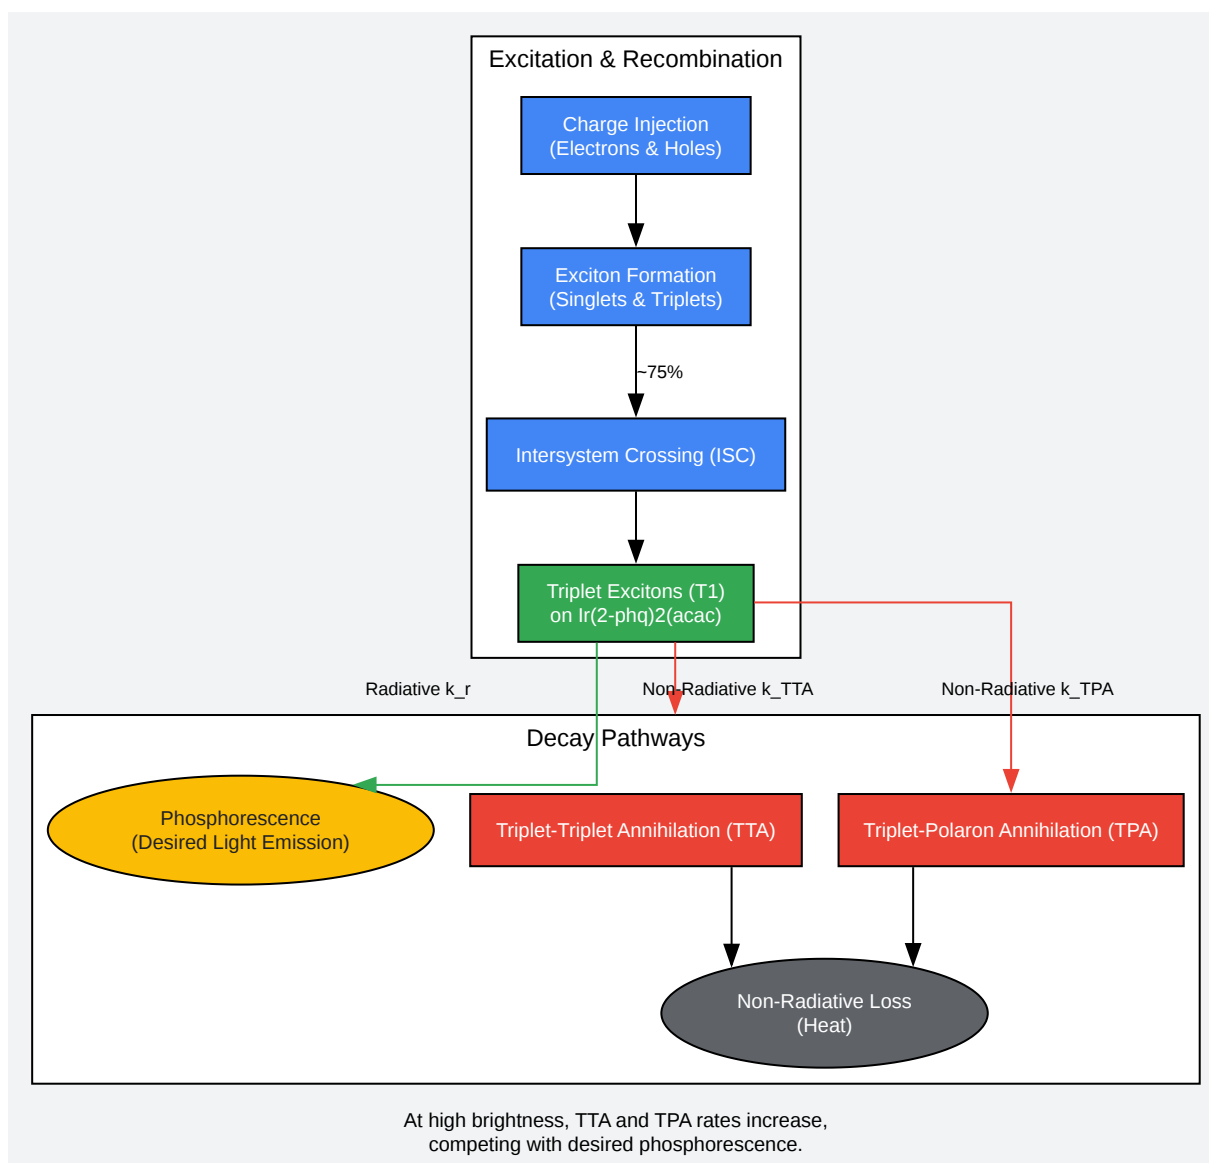 Excitation & Recombination
Charge Injection
(Electrons & Holes)
Exciton Formation
(Singlets & Triplets)
~75%
Intersystem Crossing (ISC)
Triplet Excitons (T1)
on Ir(2-phq)2(acac)
Radiative k_r
Non-Radiative k_TTA
Non-Radiative k_TPA
Decay Pathways
Phosphorescence
(Desired Light Emission)
Triplet-Triplet Annihilation (TTA)
Triplet-Polaron Annihilation (TPA)
Non-Radiative Loss
(Heat)
At high brightness, TTA and TPA rates increase,
competing with desired phosphorescence.